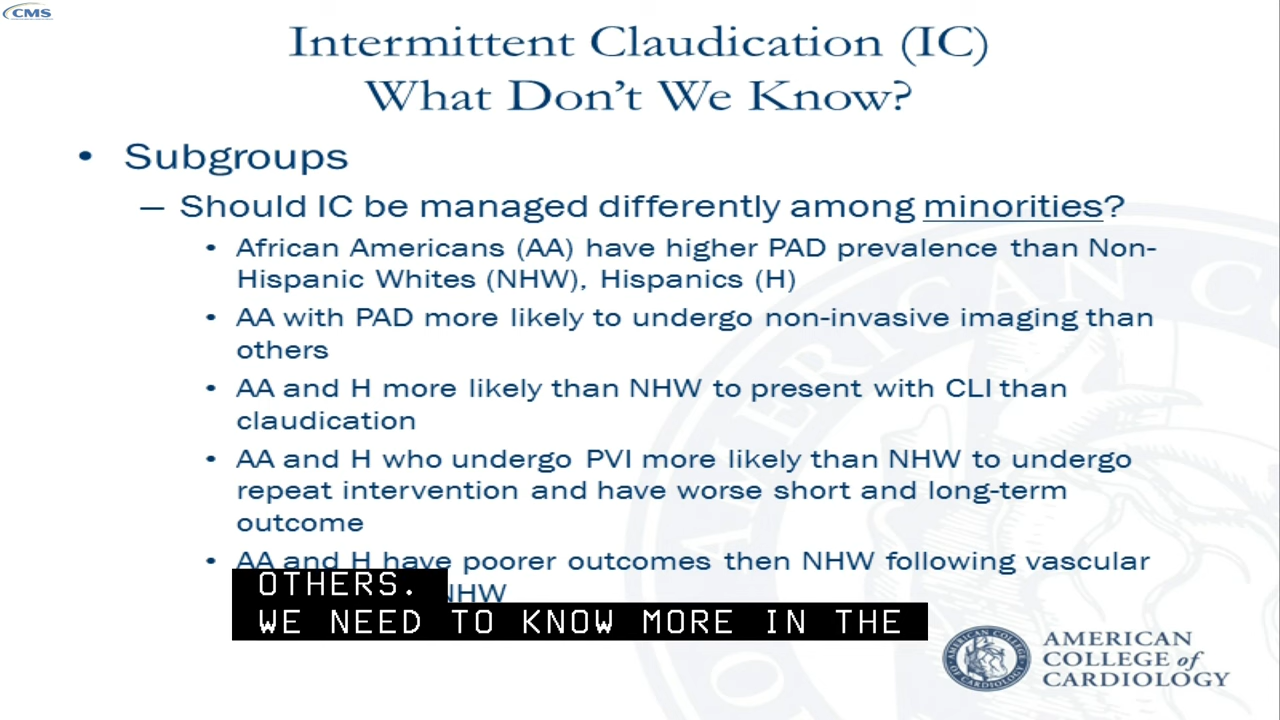 CMS
Intermittent Claudication (IC)
What Don't We Know?
• Subgroups
– Should IC be managed differently among minorities?
• African Americans (AA) have higher PAD prevalence than Non-
Hispanic Whites (NHW), Hispanics (H)
• AA with PAD more likely to undergo non-invasive imaging than
others
• AA and H more likely than NHW to present with CLI than
claudication
• AA and H who undergo PVI more likely than NHW to undergo
repeat intervention and have worse short and long-term
outcome
• AA and H have poorer outcomes then NHW following vascular
NHW
OTHERS.
WE NEED TO KNOW MORE IN THE
AMERICAN
COLLEGE of
CARDIOLOGY